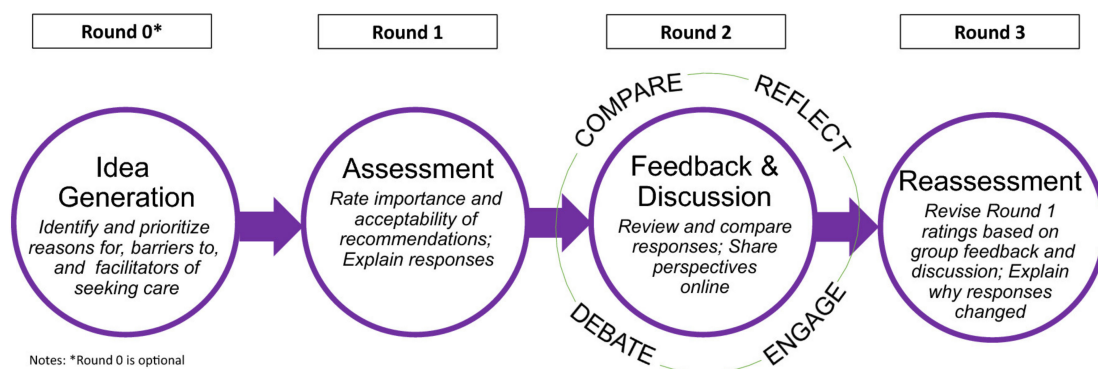 Round 0*
Round 1
Round 2
Round 3
Idea
Generation
Identify and prioritize
reasons for, barriers to,
and facilitators of
seeking care
Assessment
Rate importance and
acceptability of
recommendations;
Explain responses
COMPARE
REFLECT
Feedback &
Discussion
Review and compare
responses; Share
perspectives
online
DEBATE
ENGAGE
Reassessment
Revise Round 1
ratings based on
group feedback and
discussion; Explain
why responses
changed
Notes: *Round 0 is optional